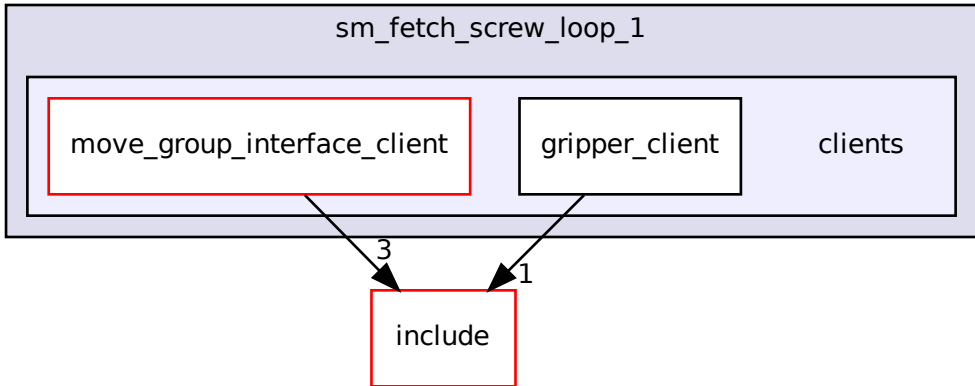 sm_fetch_screw_loop_1
move_group_interface_client
gripper_client
clients
3
1
include